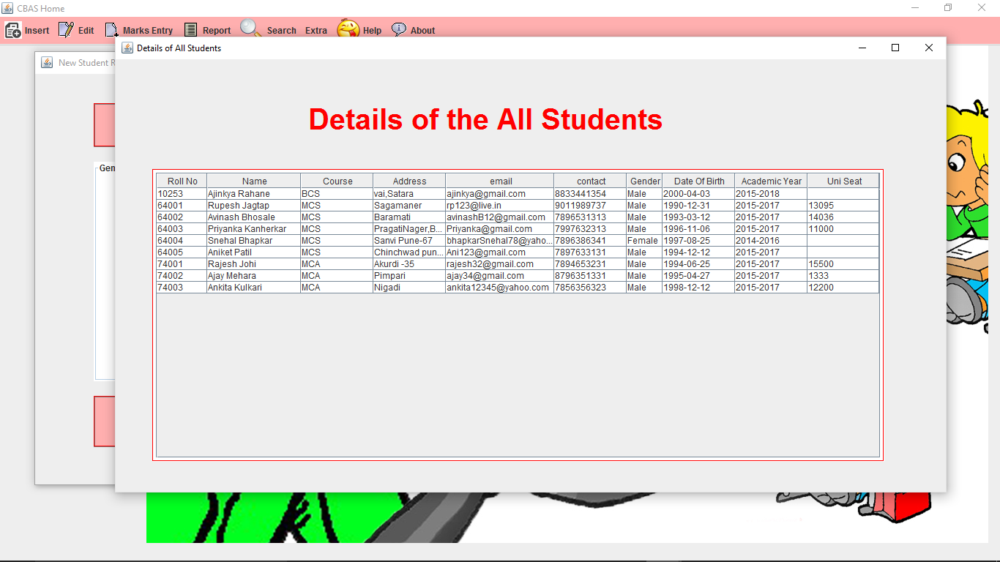 CBAS Home
Insert Edit Marks Entry Report Search Extra Help About
Details of All Students
New Student R
Details of the All Students
Gen
Roll No Name Course Address email contact Gender Date Of Birth Academic Year Uni Seat
10253 Ajinkya Rahane BCS vai,Satara ajinkya@gmail.com 8833441354 Male 2000-04-03 2015-2018
64001 Rupesh Jagtap MCS Sagamaner rp123@live.in 9011989737 Male 1990-12-31 2015-2017 13095
64002 Avinash Bhosale MCS Baramati avinashB12@gmail.com 7896531313 Male 1993-03-12 2015-2017 14036
64003 Priyanka Kanherkar MCS PragatiNager,B... Priyanka@gmail.com 7997632313 Male 1996-11-06 2015-2017 11000
64004 Snehal Bhapkar MCS Sanvi Pune-67 bhapkarSnehal78@yaho... 7896386341 Female 1997-08-25 2014-2016
64005 Aniket Patil MCS Chinchwad pun... Ani123@gmail.com 7897633131 Male 1994-12-12 2015-2017
74001 Rajesh Johi MCA Akurdi -35 rajesh32@gmail.com 7894653231 Male 1994-06-25 2015-2017 15500
74002 Ajay Mehara MCA Pimpari ajay34@gmail.com 8796351331 Male 1995-04-27 2015-2017 1333
74003 Ankita Kulkari MCA Nigadi ankita12345@yahoo.com 7856356323 Male 1998-12-12 2015-2017 12200